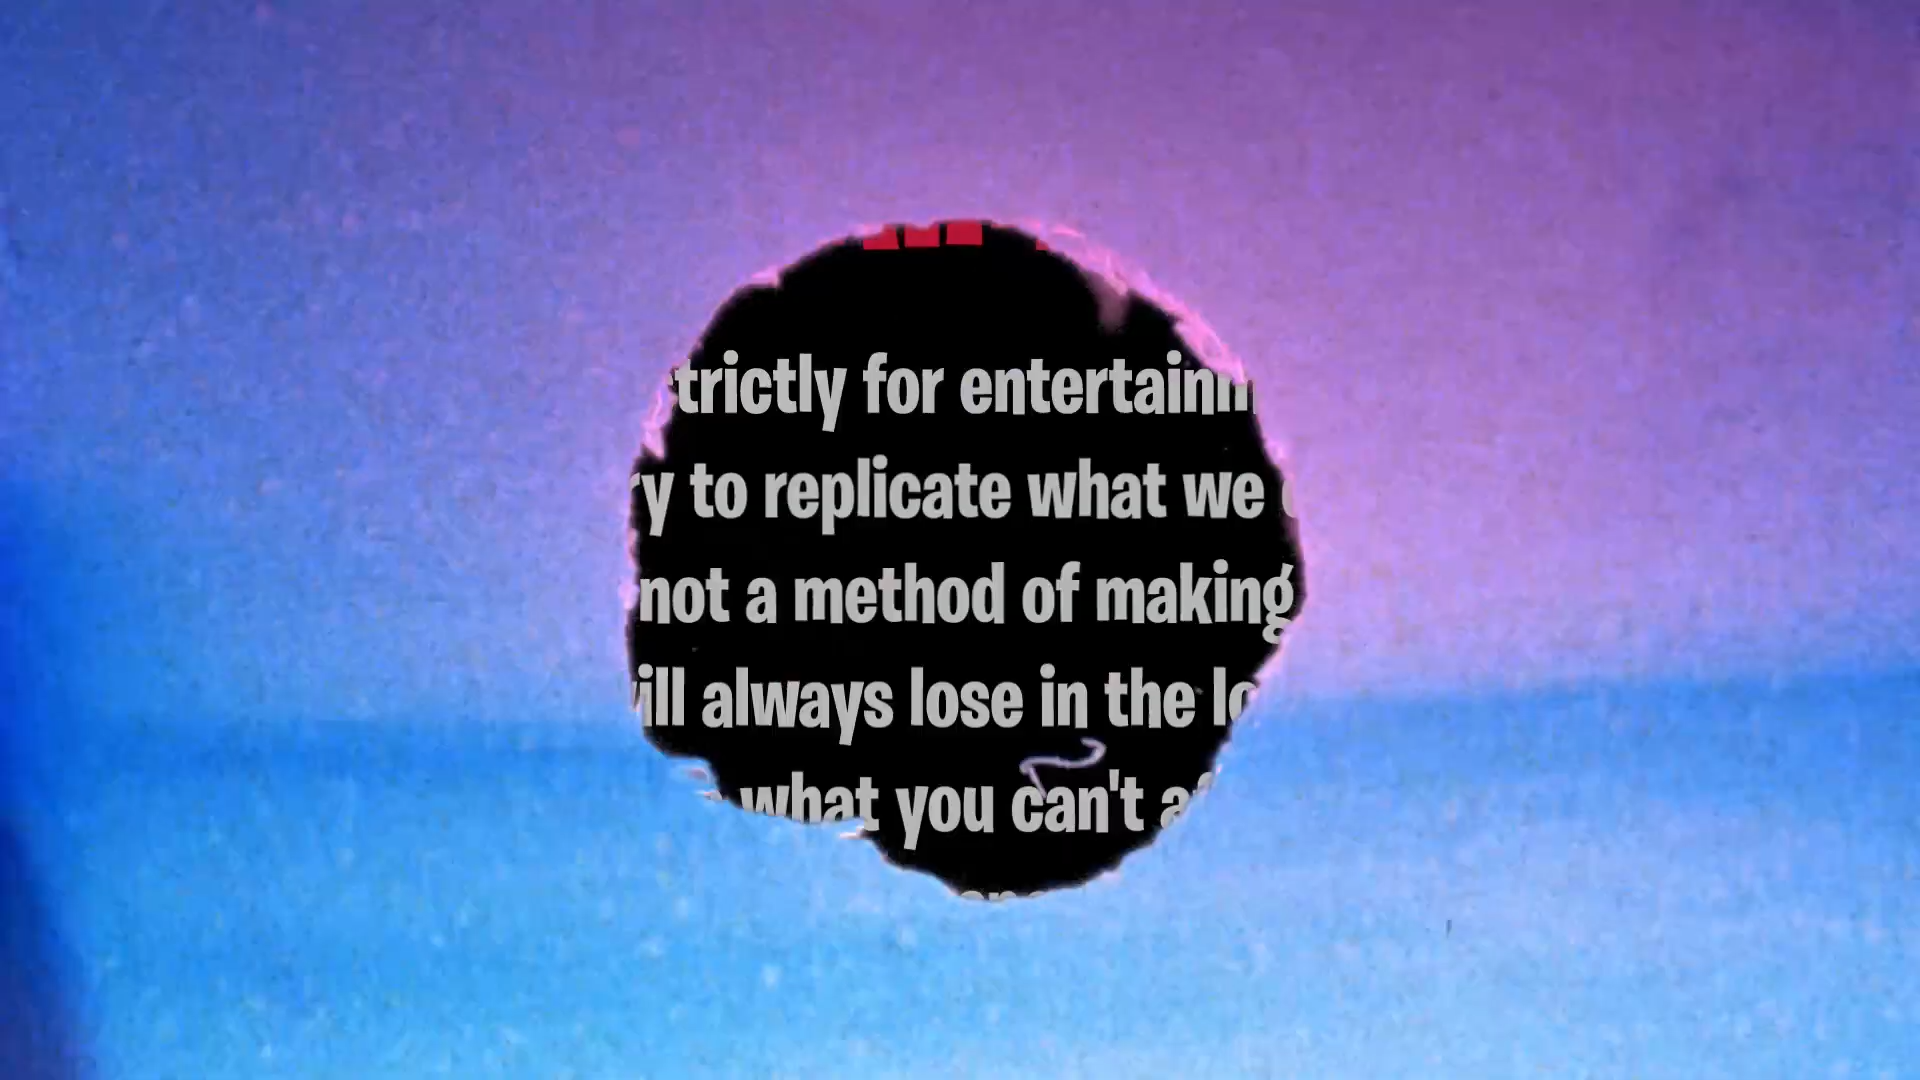 trictly for entertainm
ry to replicate what we
not a method of making
ill always lose in the lo
what you can't a